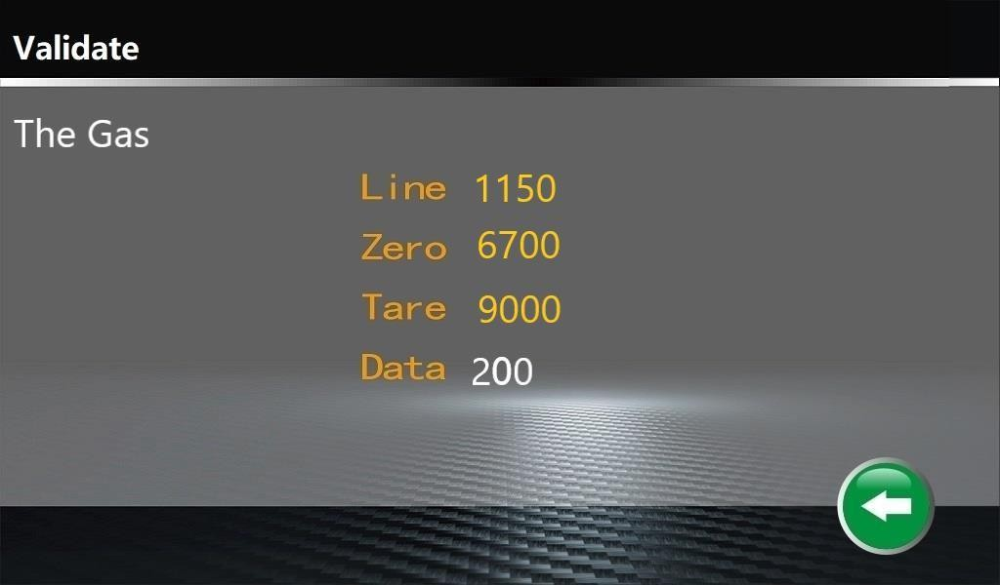 Validate
The Gas
Line 1150
Zero 6700
Tare 9000
Data 200